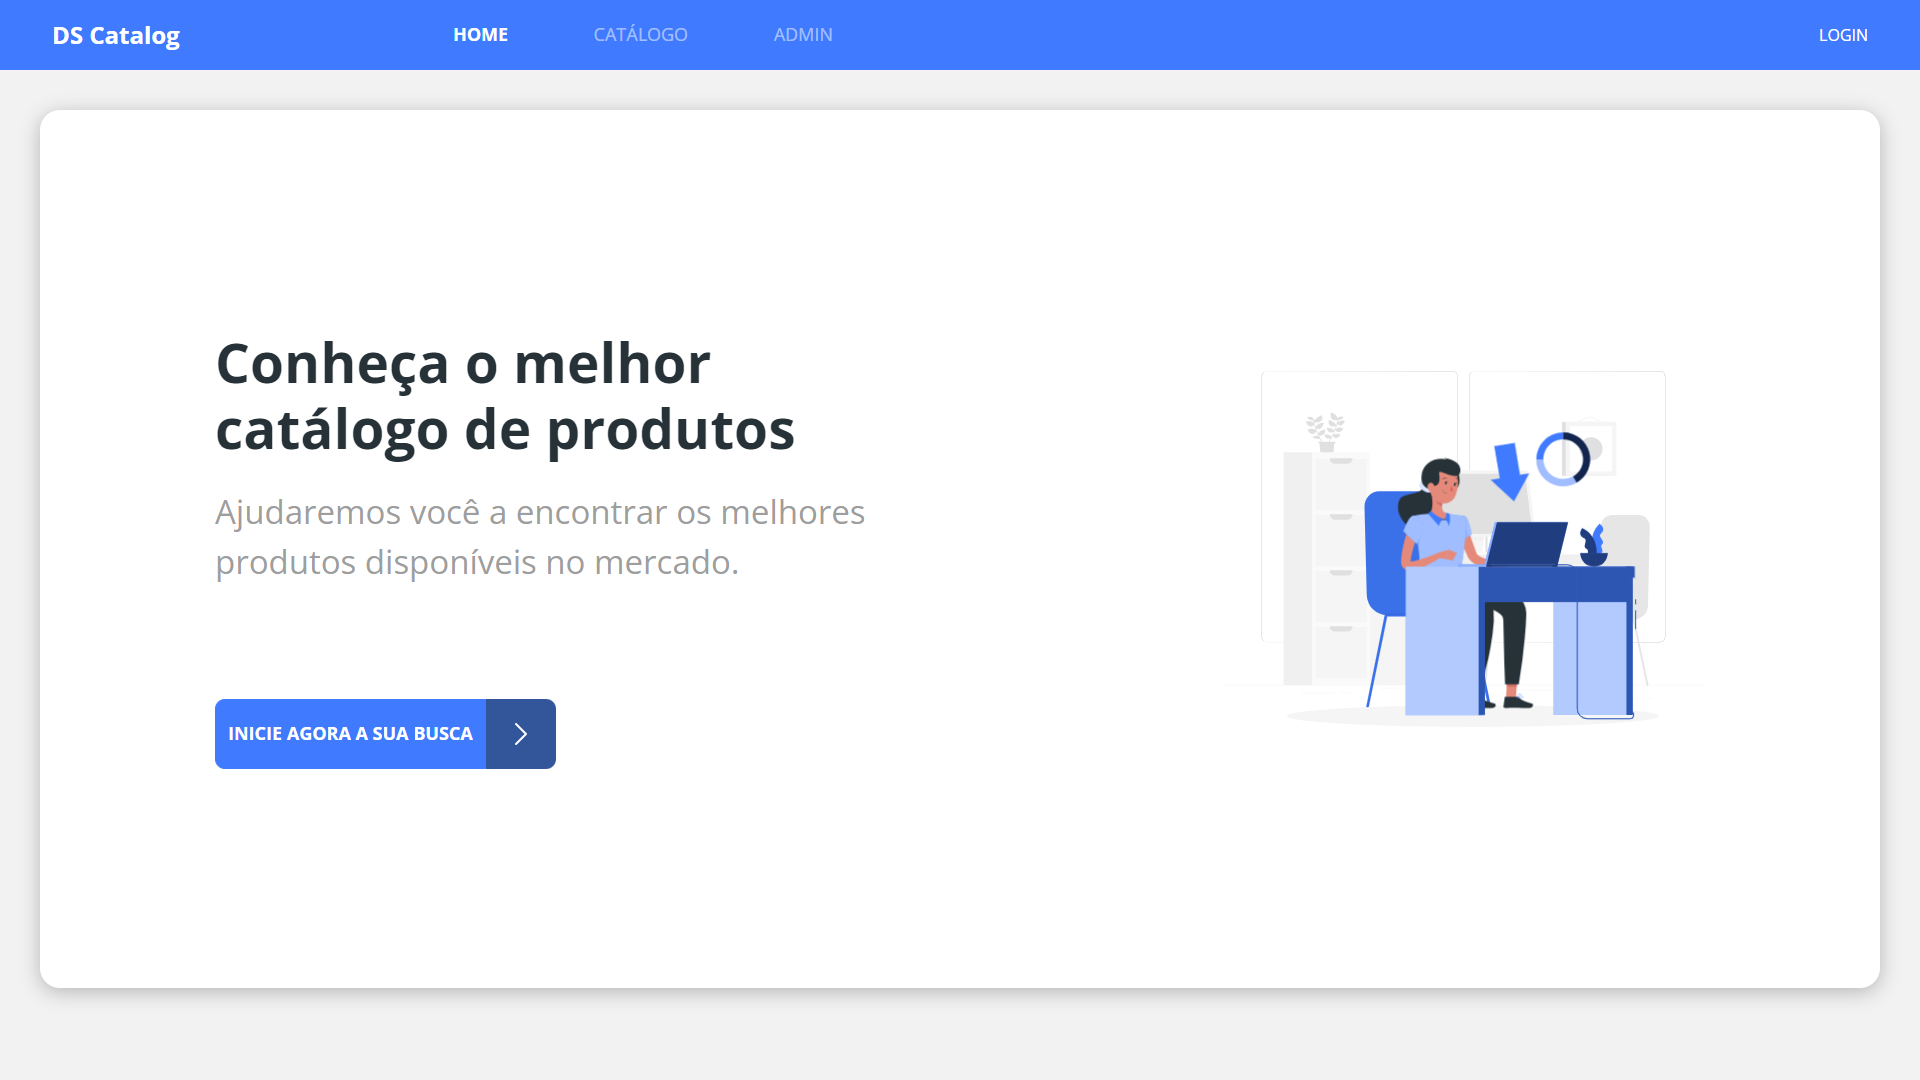 DS Catalog
HOME
CATÁLOGO
ADMIN
LOGIN
Conheça o melhor
catálogo de produtos
Ajudaremos você a encontrar os melhores
produtos disponíveis no mercado.
INICIE AGORA A SUA BUSCA